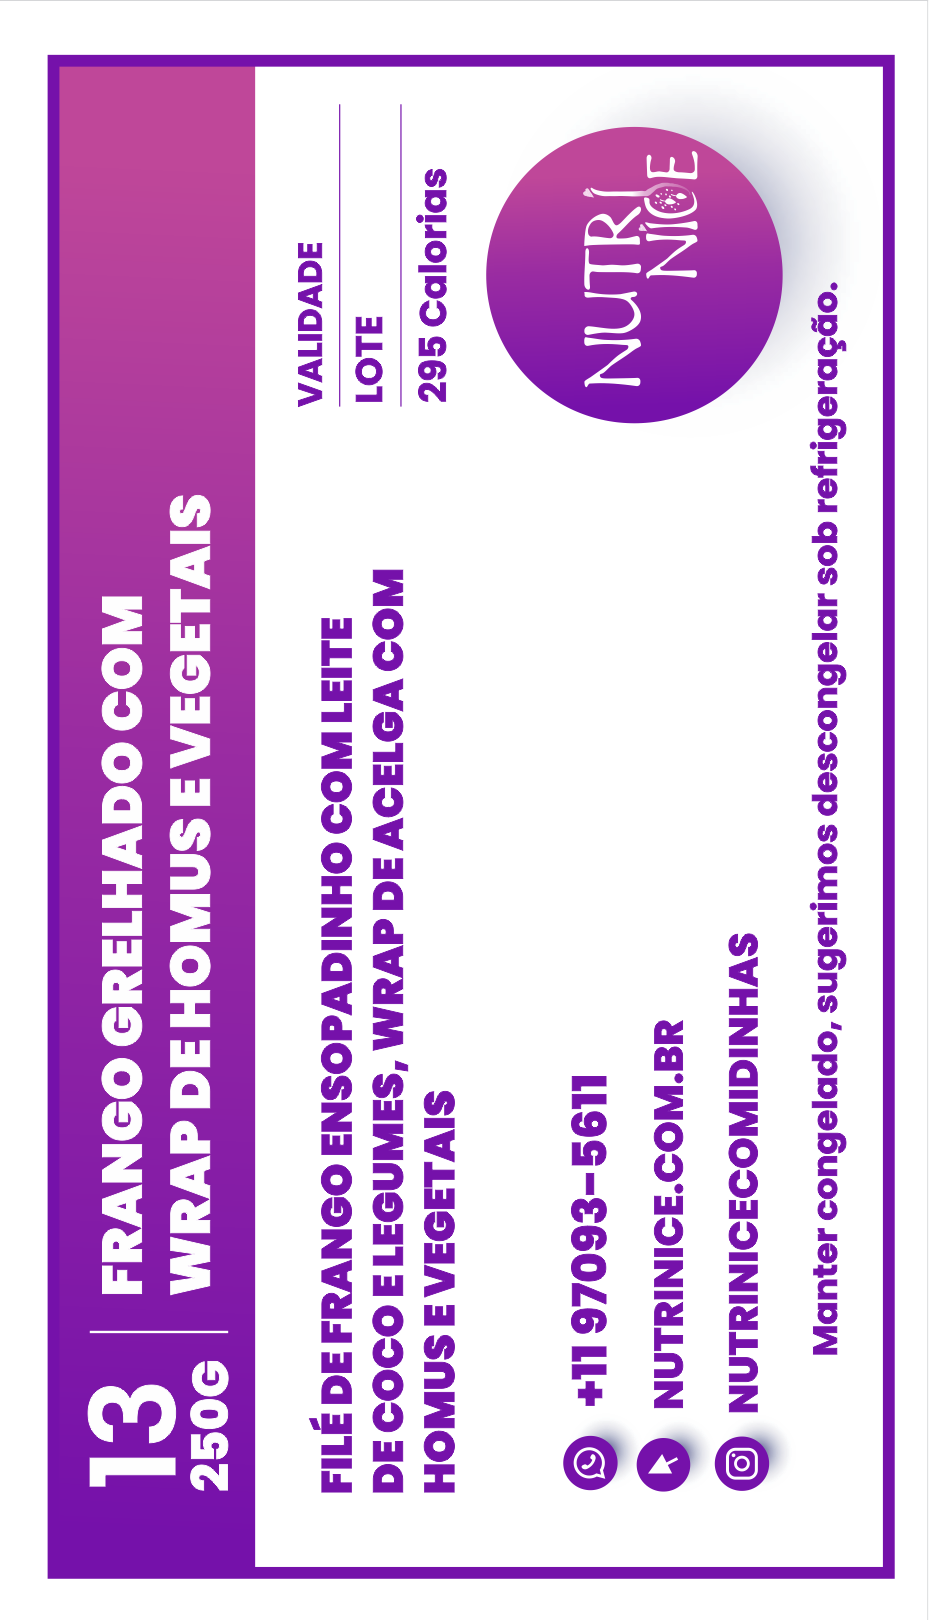 13
250G
FRANGO GRELHADO COM
WRAP DE HOMUS E VEGETAIS
FILÉ DE FRANGO ENSOPADINHO COM LEITE
DE COCO E LEGUMES, WRAP DE ACELGA COM
HOMUS E VEGETAIS
VALIDADE
LOTE
295 Calorias
NUTRI
NICE
+11 97093-5611
NUTRINICE.COM.BR
NUTRINICECOMIDINHAS
Manter congelado, sugerimos descongelar sob refrigeração.